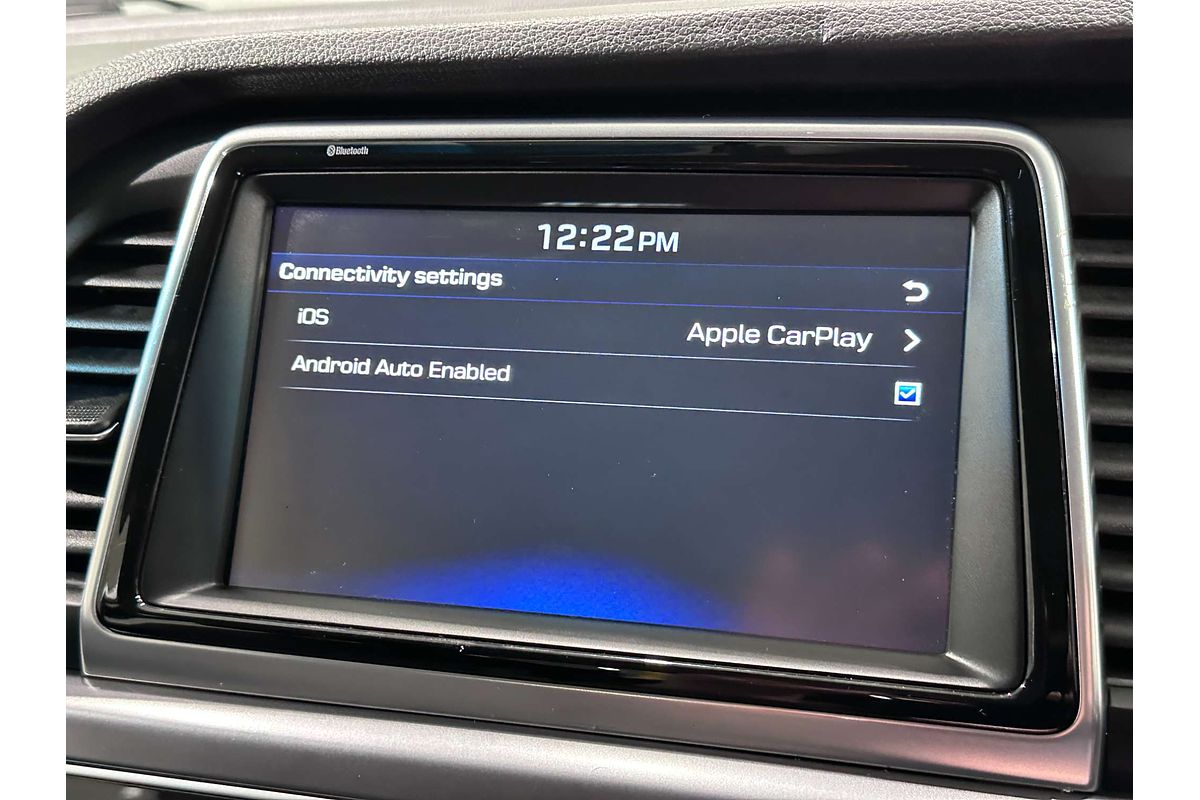 Bluetooth
12:22 PM
Connectivity settings
iOS
Apple CarPlay
Android Auto Enabled